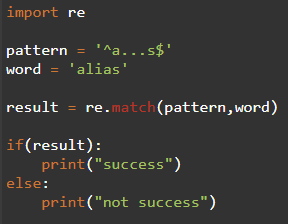 import re
pattern = '^a...s$'
word = 'alias'
result = re.match(pattern,word)
if(result):
    print("success")
else:
    print("not success")